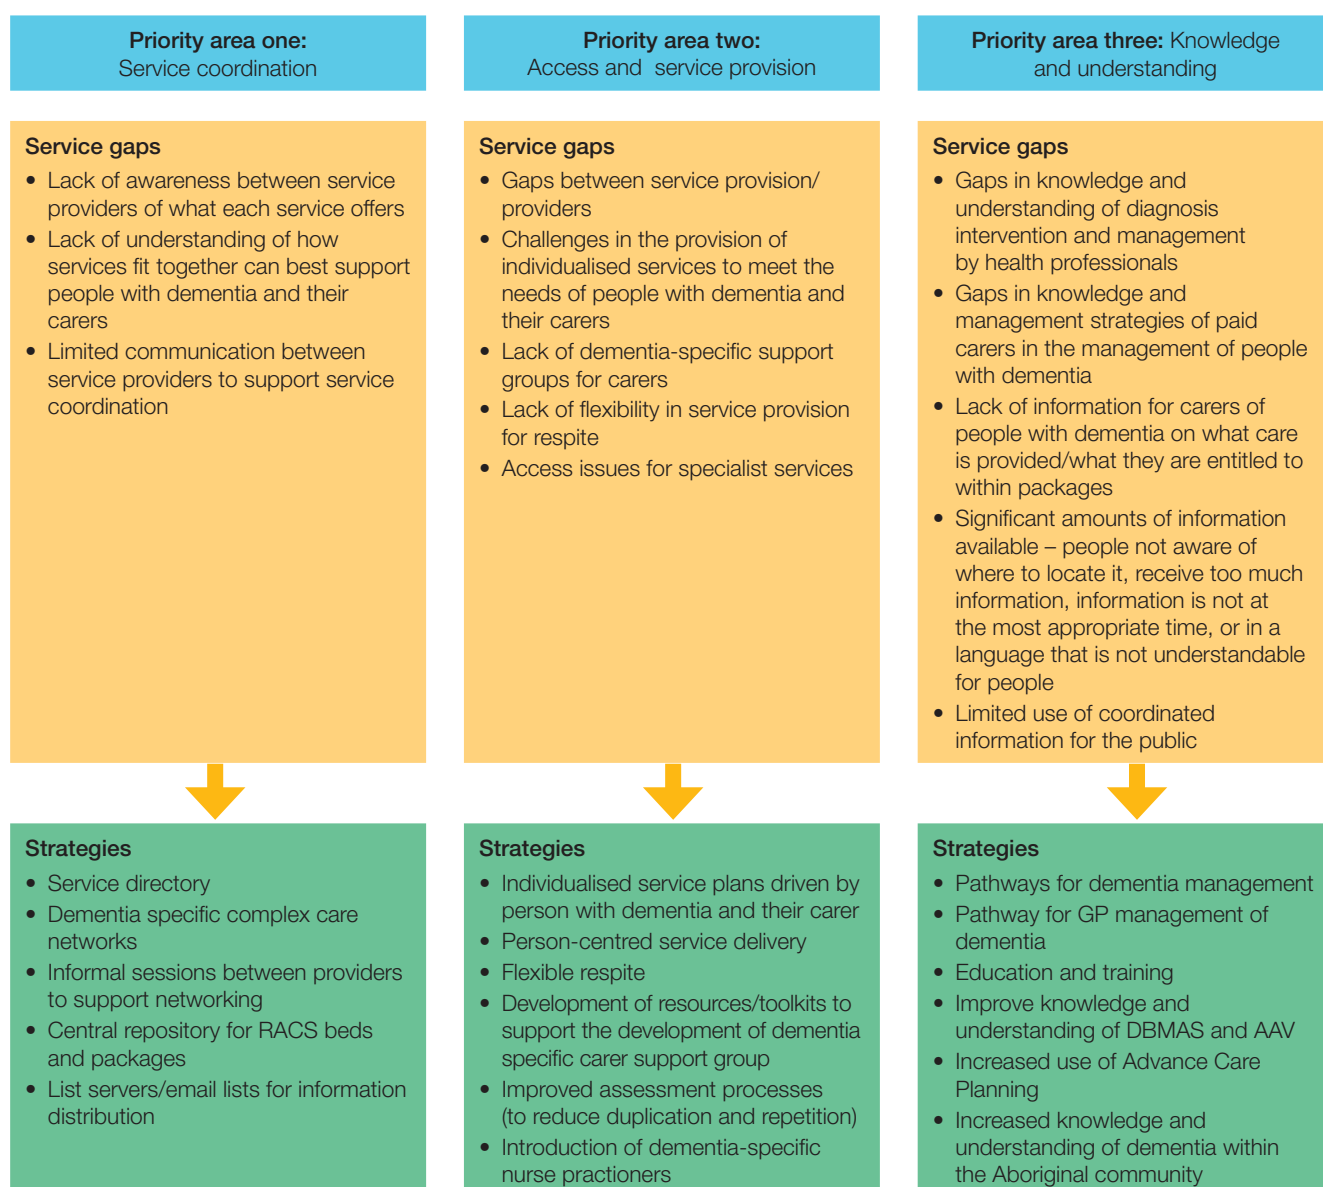 Priority area one:
Service coordination
Service gaps
• Lack of awareness between service
providers of what each service offers
• Lack of understanding of how
services fit together can best support
people with dementia and their
carers
• Limited communication between
service providers to support service
coordination
Strategies
• Service directory
• Dementia specific complex care
networks
• Informal sessions between providers
to support networking
• Central repository for RACS beds
and packages
• List servers/email lists for information
distribution
Priority area two:
Access and service provision
Service gaps
• Gaps between service provision/
providers
• Challenges in the provision of
individualised services to meet the
needs of people with dementia and
their carers
• Lack of dementia-specific support
groups for carers
• Lack of flexibility in service provision
for respite
• Access issues for specialist services
Strategies
• Individualised service plans driven by
person with dementia and their carer
• Person-centred service delivery
• Flexible respite
• Development of resources/toolkits to
support the development of dementia
specific carer support group
• Improved assessment processes
(to reduce duplication and repetition)
• Introduction of dementia-specific
nurse practioners
Priority area three: Knowledge
and understanding
Service gaps
• Gaps in knowledge and
understanding of diagnosis
intervention and management
by health professionals
• Gaps in knowledge and
management strategies of paid
carers in the management of people
with dementia
• Lack of information for carers of
people with dementia on what care
is provided/what they are entitled to
within packages
• Significant amounts of information
available – people not aware of
where to locate it, receive too much
information, information is not at
the most appropriate time, or in a
language that is not understandable
for people
• Limited use of coordinated
information for the public
Strategies
• Pathways for dementia management
• Pathway for GP management of
dementia
• Education and training
• Improve knowledge and
understanding of DBMAS and AAV
• Increased use of Advance Care
Planning
• Increased knowledge and
understanding of dementia within
the Aboriginal community